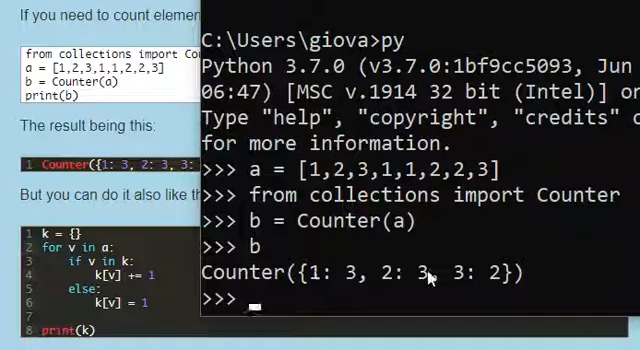 If you need to count elemen
from collections import Co
a = [1,2,3,1,1,2,2,3]
b = Counter(a)
print(b)
The result being this:
1 Counter({1: 3, 2: 3, 3:
But you can do it also like th
1 k = {}
2 for v in a:
3 if v in k:
4 k[v] += 1
5 else:
6 k[v] = 1
7
8 print(k)
C:\Users\giova>py
Python 3.7.0 (v3.7.0:1bf9cc5093, Jun
06:47) [MSC v.1914 32 bit (Intel)] on
Type "help", "copyright", "credits" o
for more information.
>>> a = [1,2,3,1,1,2,2,3]
>>> from collections import Counter
>>> b = Counter(a)
>>> b
Counter({1: 3, 2: 3, 3: 2})
>>> _